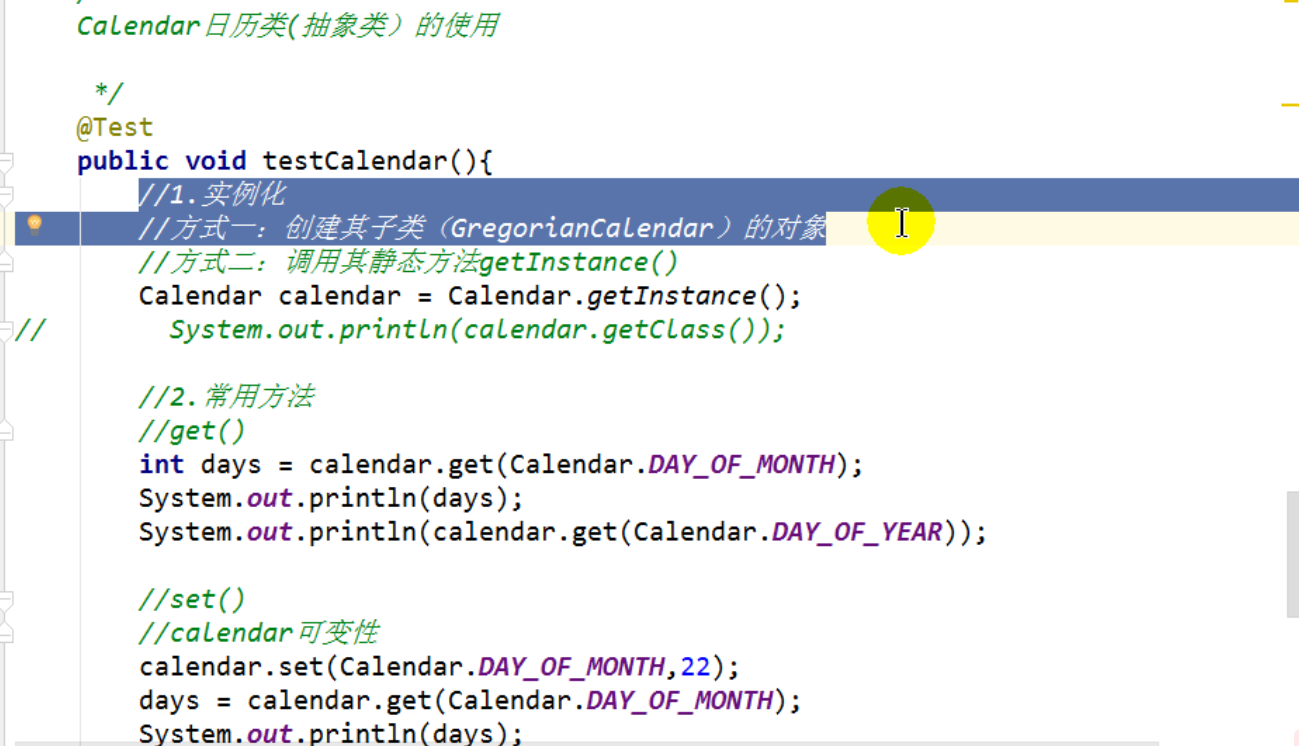 Calendar日历类(抽象类）的使用
*/
@Test
public void testCalendar(){
//1.实例化
//方式一：创建其子类（GregorianCalendar）的对象
//方式二：调用其静态方法getInstance()
Calendar calendar = Calendar.getInstance();
// System.out.println(calendar.getClass());
//2.常用方法
//get()
int days = calendar.get(Calendar.DAY_OF_MONTH);
System.out.println(days);
System.out.println(calendar.get(Calendar.DAY_OF_YEAR));
//set()
//calendar可变性
calendar.set(Calendar.DAY_OF_MONTH,22);
days = calendar.get(Calendar.DAY_OF_MONTH);
System.out.println(days);